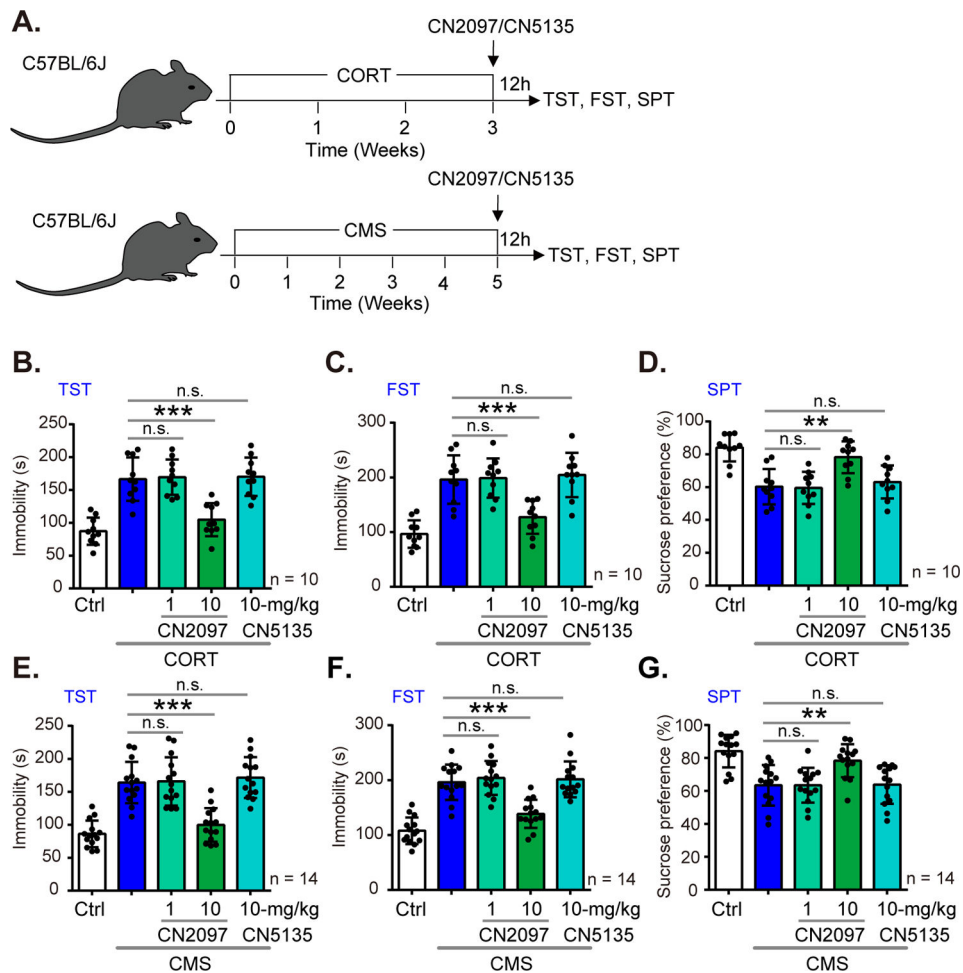 A.
CN2097/CN5135
C57BL/6J
CORT
12h
TST, FST, SPT
0 1 2 3
Time (Weeks)
CN2097/CN5135
C57BL/6J
CMS
12h
TST, FST, SPT
0 1 2 3 4 5
Time (Weeks)
B.
TST
n.s.
***
n.s.
Immobility (s)
250
200
150
100
50
0
n = 10
Ctrl 1 10 10-mg/kg
CN2097 CN5135
CORT
C.
FST
n.s.
***
n.s.
Immobility (s)
300
200
100
0
n = 10
Ctrl 1 10 10-mg/kg
CN2097 CN5135
CORT
D.
SPT
n.s.
**
n.s.
Sucrose preference (%)
100
80
60
40
20
0
n = 10
Ctrl 1 10 10-mg/kg
CN2097 CN5135
CORT
E.
TST
n.s.
***
n.s.
Immobility (s)
250
200
150
100
50
0
n = 14
Ctrl 1 10 10-mg/kg
CN2097 CN5135
CMS
F.
FST
n.s.
***
n.s.
Immobility (s)
300
200
100
0
n = 14
Ctrl 1 10 10-mg/kg
CN2097 CN5135
CMS
G.
SPT
n.s.
**
n.s.
Sucrose preference (%)
100
80
60
40
20
0
n = 14
Ctrl 1 10 10-mg/kg
CN2097 CN5135
CMS